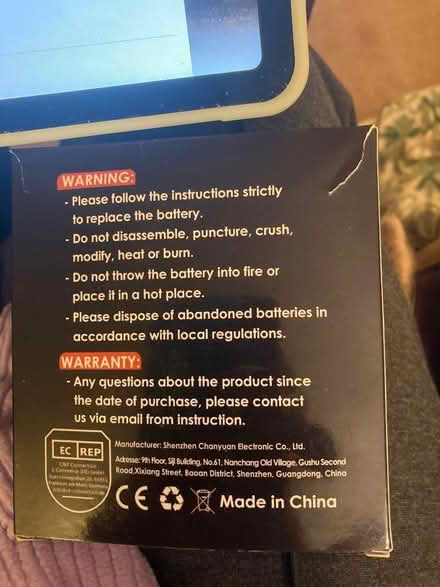 WARNING:
- Please follow the instructions strictly
to replace the battery.
- Do not disassemble, puncture, crush,
modify, heat or burn.
- Do not throw the battery into fire or
place it in a hot place.
- Please dispose of abandoned batteries in
accordance with local regulations.
WARRANTY:
- Any questions about the product since
the date of purchase, please contact
us via email from instruction.
EC REP
Manufacturer: Shenzhen Chanyuan Electronic Co., Ltd.
Adresse: 9th Floor, Siji Building, No.61, Nanchang Old Village, Gushu Second
Road, Xixiang Street, Baoan District, Shenzhen, Guangdong, China
CE Made in China